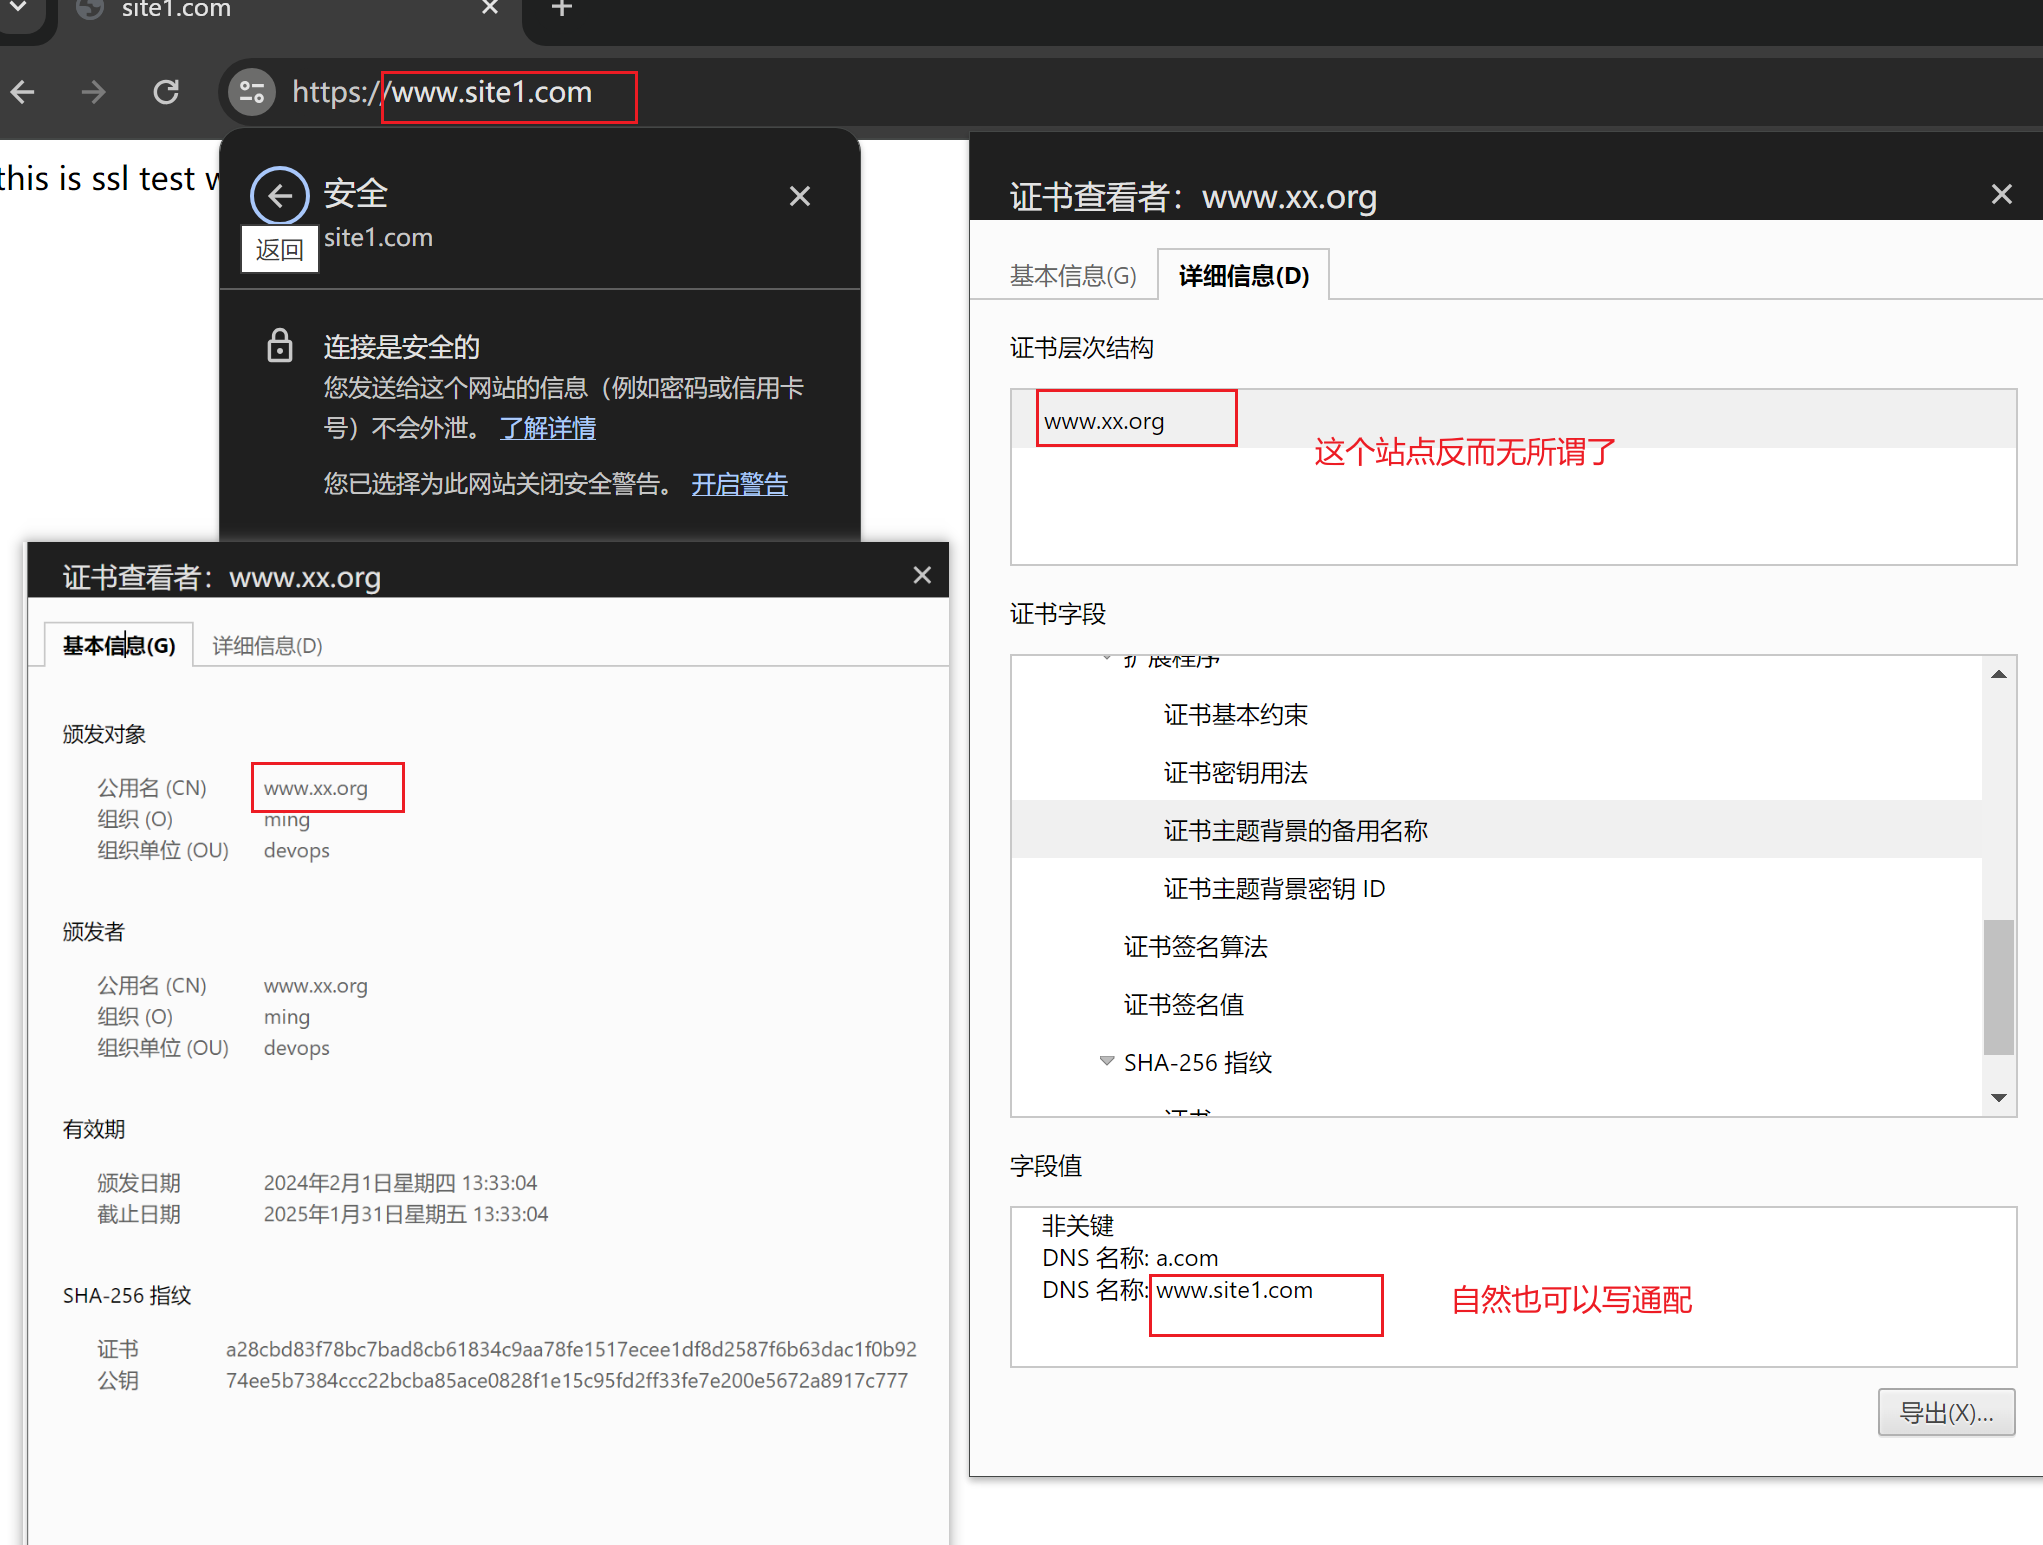 site1.com
https://www.site1.com
this is ssl test w
安全
site1.com
返回
连接是安全的
您发送给这个网站的信息（例如密码或信用卡
号）不会外泄。 了解详情
您已选择为此网站关闭安全警告。 开启警告
证书查看者：www.xx.org
基本信息(G)
详细信息(D)
颁发对象
公用名 (CN) www.xx.org
组织 (O) ming
组织单位 (OU) devops
颁发者
公用名 (CN) www.xx.org
组织 (O) ming
组织单位 (OU) devops
有效期
颁发日期 2024年2月1日星期四 13:33:04
截止日期 2025年1月31日星期五 13:33:04
SHA-256 指纹
证书 a28cbd83f78bc7bad8cb61834c9aa78fe1517ecee1df8d2587f6b63dac1f0b92
公钥 74ee5b7384ccc22bcba85ace0828f1e15c95fd2ff33fe7e200e5672a8917c777
证书查看者：www.xx.org
基本信息(G)
详细信息(D)
证书层次结构
www.xx.org
这个站点反而无所谓了
证书字段
扩展程序
证书基本约束
证书密钥用法
证书主题背景的备用名称
证书主题背景密钥 ID
证书签名算法
证书签名值
SHA-256 指纹
证书
字段值
非关键
DNS 名称: a.com
DNS 名称: www.site1.com
自然也可以写通配
导出(X)...